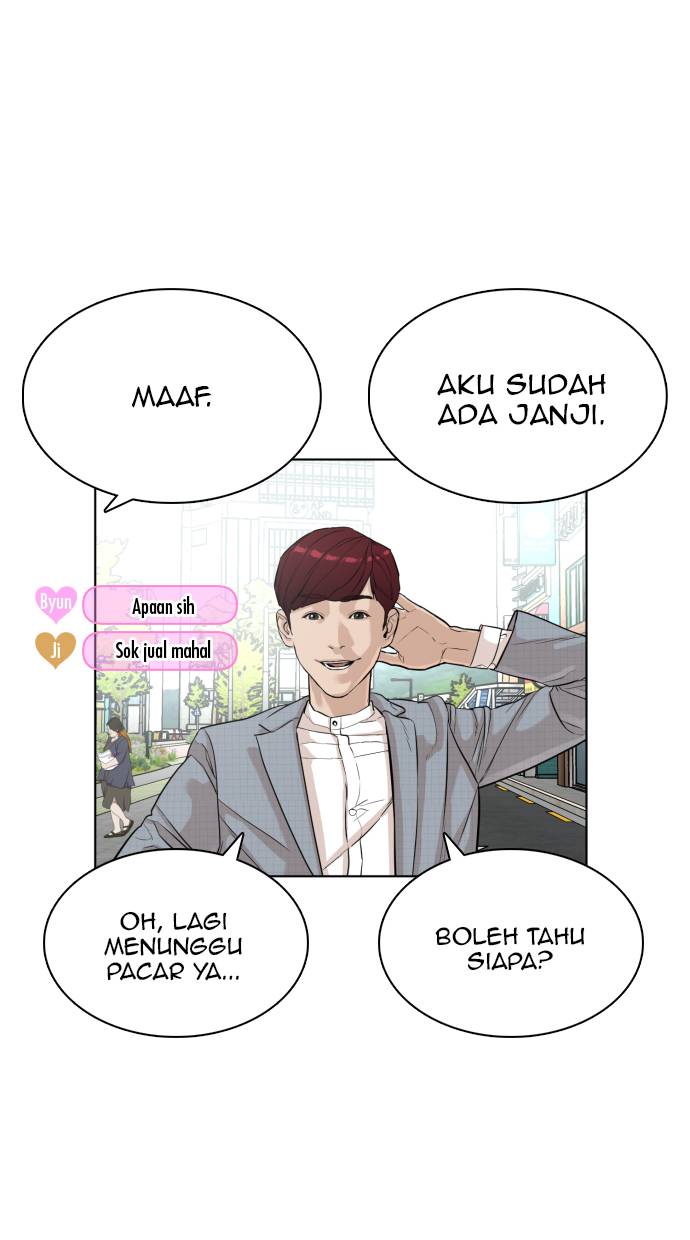 MAAF.
AKU SUDAH
ADA JANJI.
Byun
Apaan sih
Ji
Sok jual mahal
OH, LAGI
MENUNGGU
PACAR YA...
BOLEH TAHU
SIAPA?